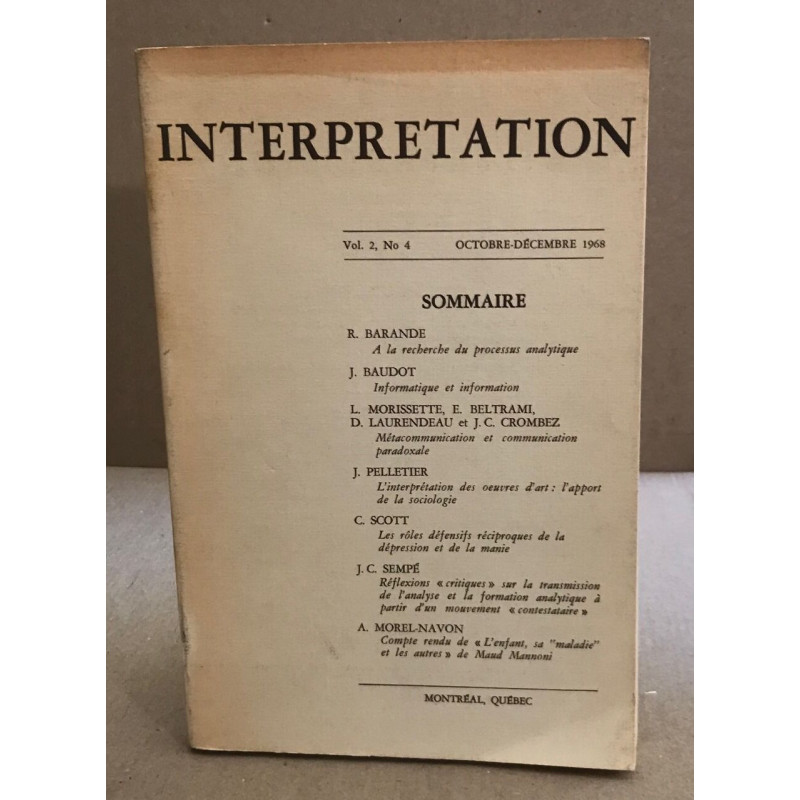 INTERPRETATION
Vol. 2, No 4 OCTOBRE-DÉCEMBRE 1968
SOMMAIRE
R. BARANDE
A la recherche du processus analytique
J. BAUDOT
Informatique et information
L. MORISSETTE, E. BELTRAMI,
D. LAURENDEAU et J. C. CROMBEZ
Métacommunication et communication
paradoxale
J. PELLETIER
L'interprétation des oeuvres d'art : l'apport
de la sociologie
C. SCOTT
Les rôles défensifs réciproques de la
dépression et de la manie
J. C. SEMPÉ
Réflexions « critiques » sur la transmission
de l'analyse et la formation analytique à
partir d'un mouvement « contestataire »
A. MOREL-NAVON
Compte rendu de « L'enfant, sa "maladie"
et les autres » de Maud Mannoni
MONTRÉAL, QUÉBEC